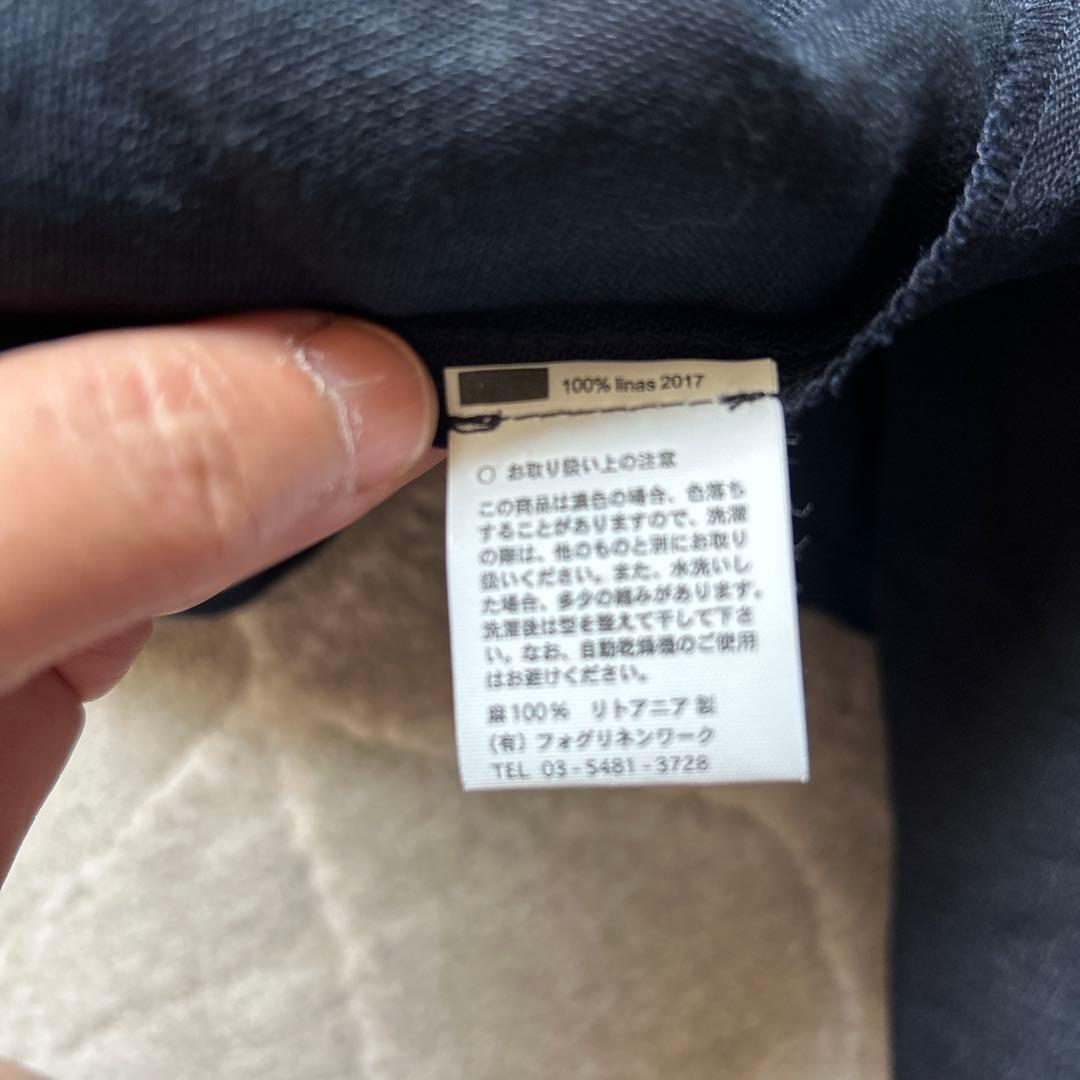 100% linas 2017
○ お取り扱い上の注意
この商品は濃色の場合、色落ち
することがありますので、洗濯
の際は、他のものと別にお取り
扱いください。また、水洗いし
た場合、多少の縮みがあります。
洗濯後は型を整えて干して下さ
い。なお、自動乾燥機のご使用
はお避けください。
麻100% リトアニア製
(有) フォグリネンワーク
TEL 03-5481-3728